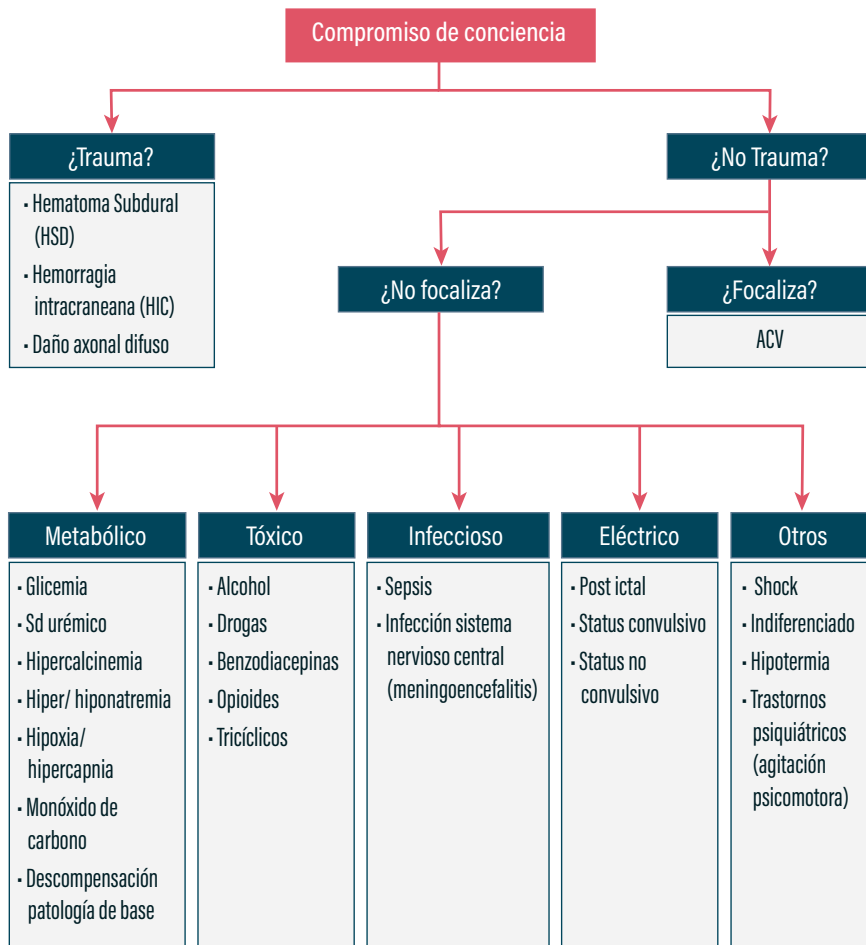 Compromiso de conciencia
¿Trauma?
· Hematoma Subdural
(HSD)
· Hemorragia
intracraneana (HIC)
· Daño axonal difuso
¿No Trauma?
¿No focaliza?
¿Focaliza?
ACV
Metabólico
· Glicemia
· Sd urémico
· Hipercalcinemia
· Hiper/ hiponatremia
· Hipoxia/
hipercapnia
· Monóxido de
carbono
· Descompensación
patología de base
Tóxico
· Alcohol
· Drogas
· Benzodiacepinas
· Opioides
· Tricíclicos
Infeccioso
· Sepsis
· Infección sistema
nervioso central
(meningoencefalitis)
Eléctrico
· Post ictal
· Status convulsivo
· Status no
convulsivo
Otros
· Shock
· Indiferenciado
· Hipotermia
· Trastornos
psiquiátricos
(agitación
psicomotora)